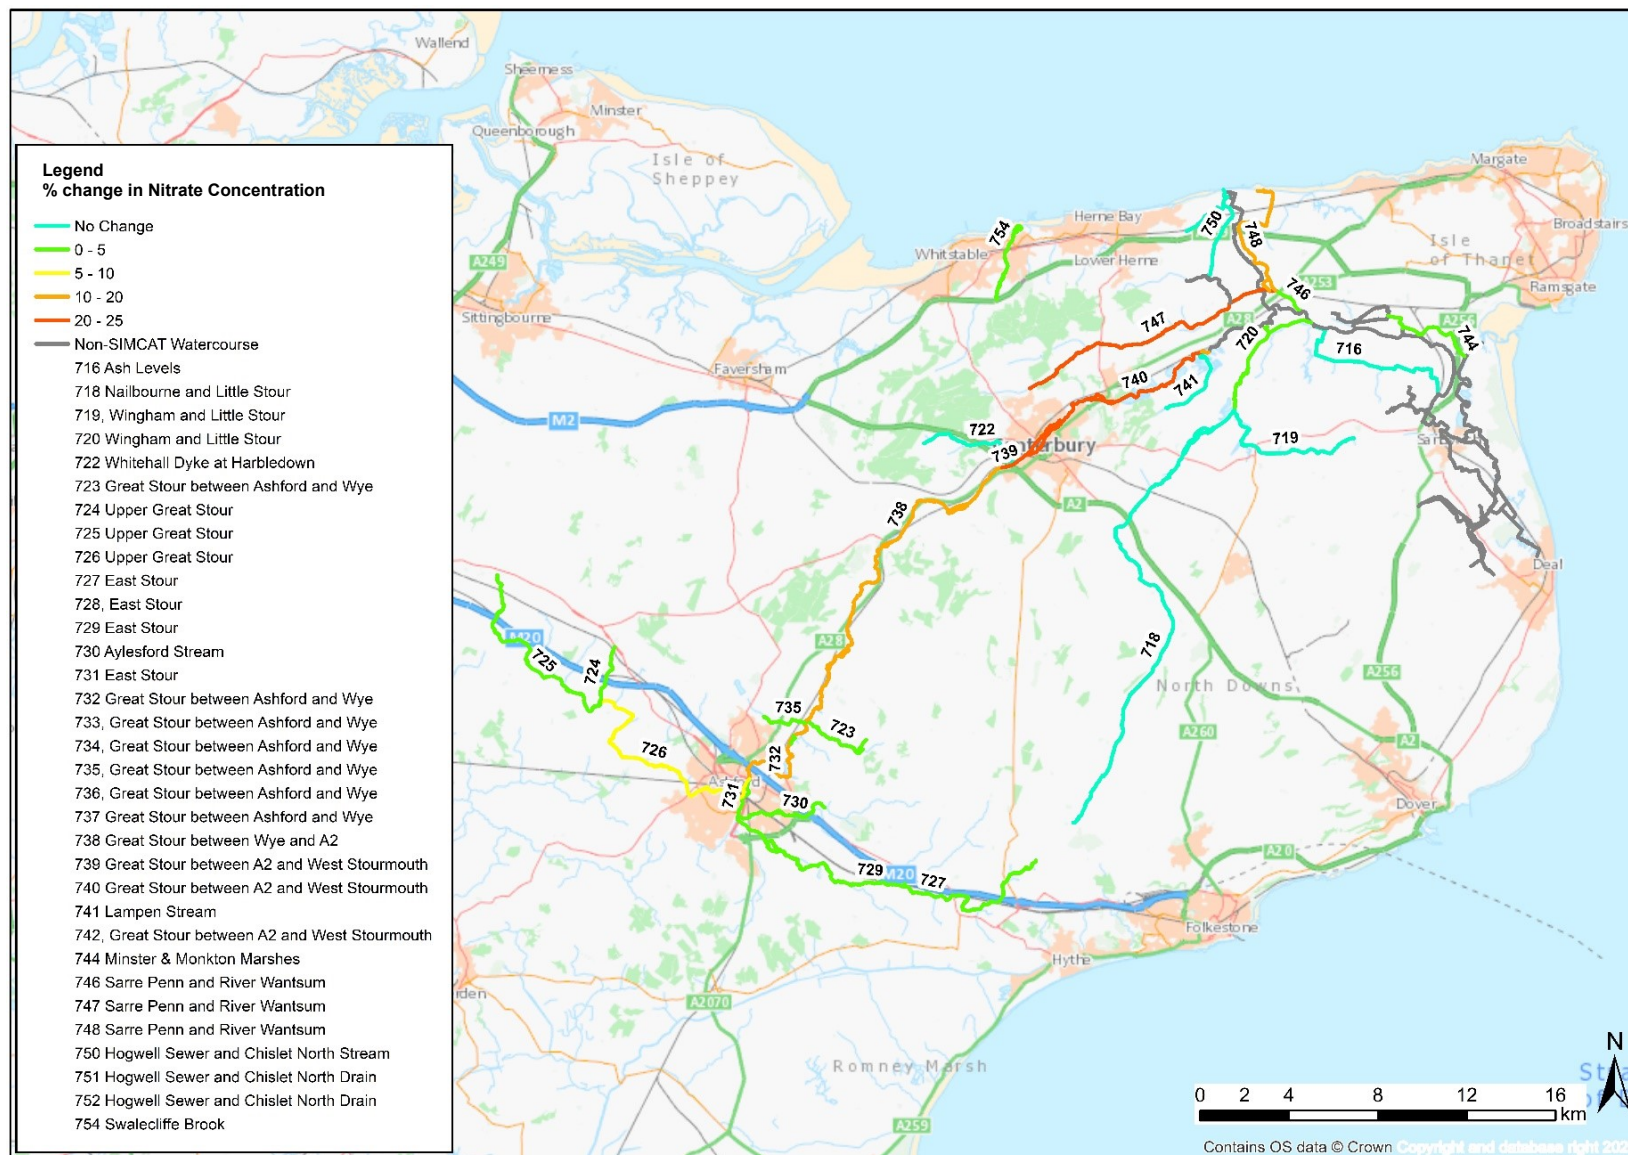 Wallend
Sheerness
Minster
Queenborough
Isle of
Sheppey
Legend
% change in Nitrate Concentration
No Change
0 - 5
5 - 10
10 - 20
20 - 25
Non-SIMCAT Watercourse
716 Ash Levels
718 Nailbourne and Little Stour
719, Wingham and Little Stour
720 Wingham and Little Stour
722 Whitehall Dyke at Harbledown
723 Great Stour between Ashford and Wye
724 Upper Great Stour
725 Upper Great Stour
726 Upper Great Stour
727 East Stour
728, East Stour
729 East Stour
730 Aylesford Stream
731 East Stour
732 Great Stour between Ashford and Wye
733, Great Stour between Ashford and Wye
734, Great Stour between Ashford and Wye
735, Great Stour between Ashford and Wye
736, Great Stour between Ashford and Wye
737 Great Stour between Ashford and Wye
738 Great Stour between Wye and A2
739 Great Stour between A2 and West Stourmouth
740 Great Stour between A2 and West Stourmouth
741 Lampen Stream
742, Great Stour between A2 and West Stourmouth
744 Minster & Monkton Marshes
746 Sarre Penn and River Wantsum
747 Sarre Penn and River Wantsum
748 Sarre Penn and River Wantsum
750 Hogwell Sewer and Chislet North Stream
751 Hogwell Sewer and Chislet North Drain
752 Hogwell Sewer and Chislet North Drain
754 Swalecliffe Brook
Margate
Herne Bay
754
750
748
Broadstairs
Whitstable
Lower Herne
Isle
of Thanet
A249
A253
746
Ramsgate
Sittingbourne
747
A28
720
A256
744
716
Faversham
740
741
M2
722
nterbury
739
719
San
A2
738
Deal
M20
725
724
A28
718
North Downs
A256
735
723
726
732
A260
A2
Ashford
731
730
Dover
729
M20
727
A20
Folkestone
Hythe
rden
A2070
Romney Marsh
A259
N
0 2 4 8 12 16
km
Contains OS data © Crown Copyright and database right 202